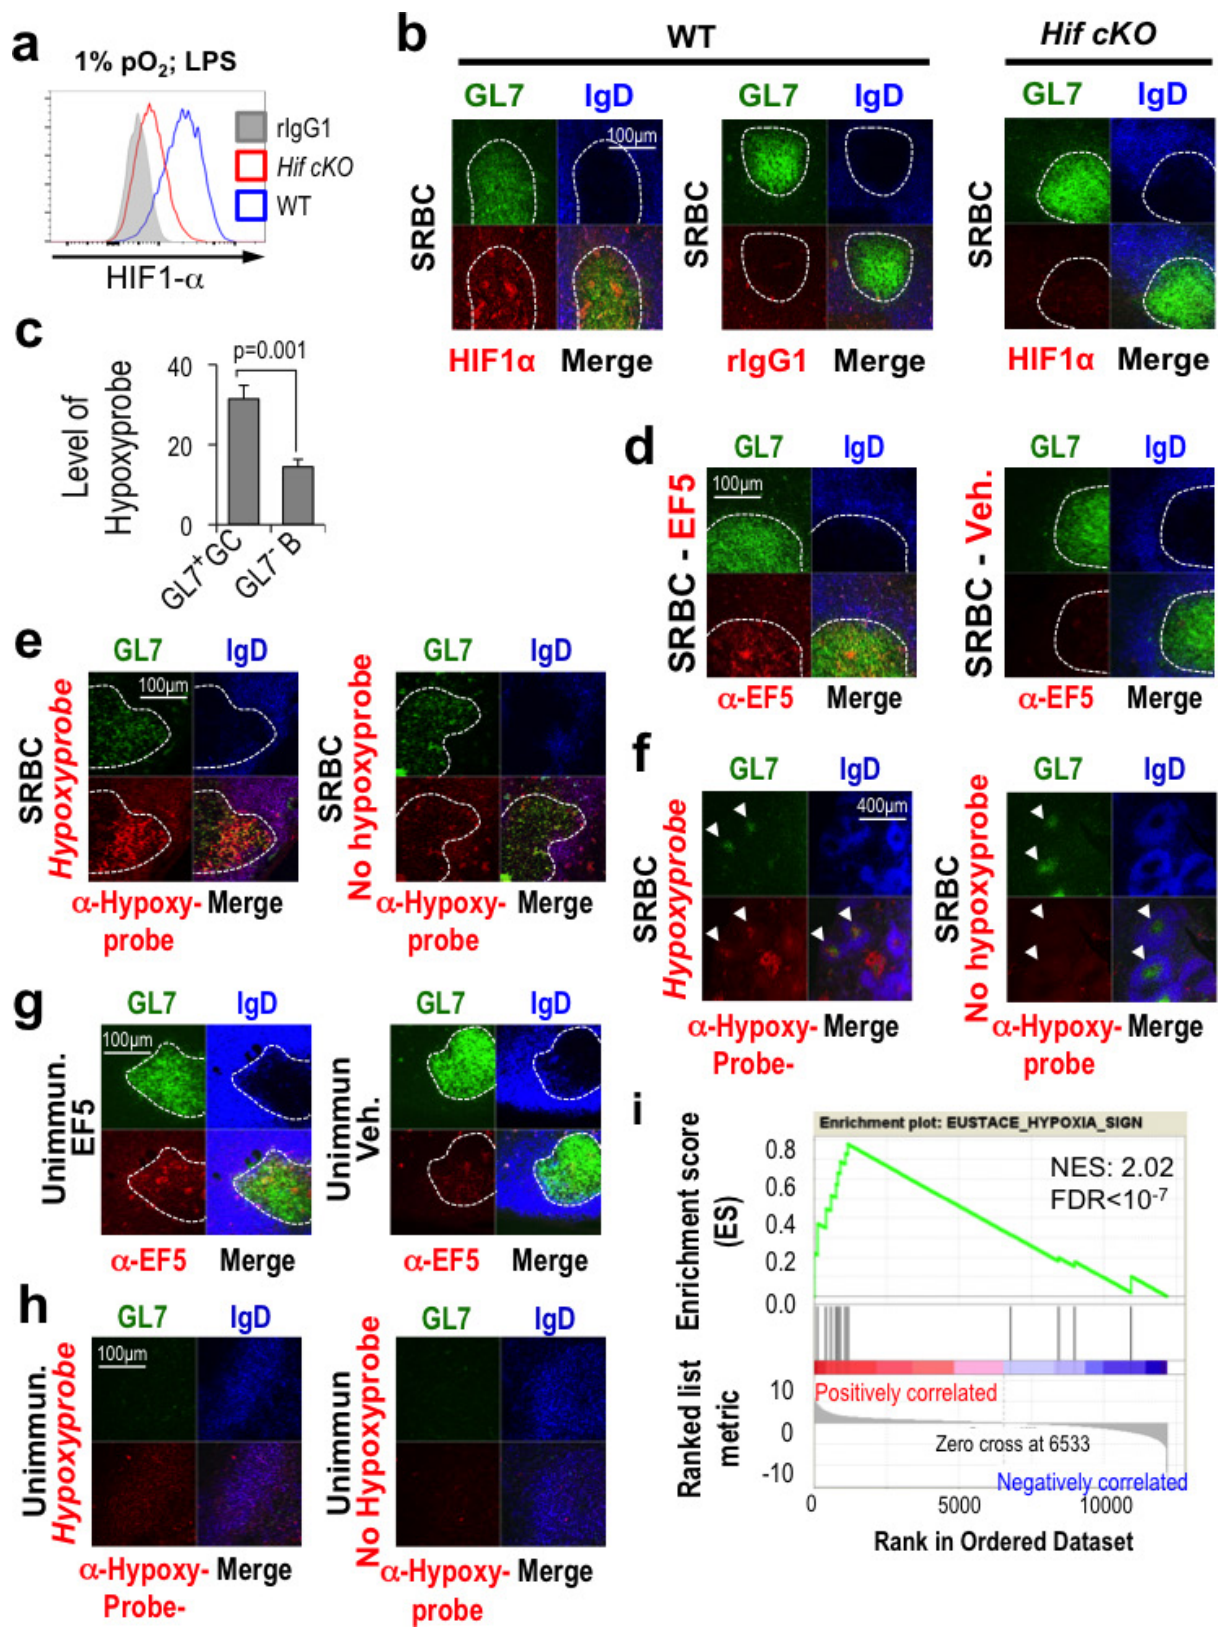 a
1% pO2; LPS
rIgG1
Hif cKO
WT
HIF1-α
b
WT
Hif cKO
GL7 IgD
GL7 IgD
GL7 IgD
100μm
SRBC
SRBC
SRBC
HIF1α Merge
rIgG1 Merge
HIF1α Merge
c
p=0.001
40
20
0
Level of
Hypoxyprobe
GL7+GC
GL7- B
d
GL7 IgD
GL7 IgD
100μm
SRBC - EF5
SRBC - Veh.
α-EF5 Merge
α-EF5 Merge
e
GL7 IgD
GL7 IgD
100μm
SRBC
Hypoxyprobe
SRBC
No hypoxyprobe
α-Hypoxy- Merge
probe
α-Hypoxy- Merge
probe
f
GL7 IgD
GL7 IgD
400μm
SRBC
Hypoxyprobe
SRBC
No hypoxyprobe
α-Hypoxy- Merge
Probe-
α-Hypoxy- Merge
probe
g
GL7 IgD
GL7 IgD
100μm
Unimmun.
EF5
Unimmun
Veh.
α-EF5 Merge
α-EF5 Merge
h
GL7 IgD
GL7 IgD
100μm
Unimmun.
Hypoxyprobe
Unimmun
No Hypoxyprobe
α-Hypoxy- Merge
Probe-
α-Hypoxy- Merge
probe
i
Enrichment plot: EUSTACE_HYPOXIA_SIGN
NES: 2.02
FDR<10-7
0.8
0.6
0.4
0.2
0.0
Enrichment score
(ES)
Positively correlated
Zero cross at 6533
Negatively correlated
10
0
-10
Ranked list
metric
0 5000 10000
Rank in Ordered Dataset